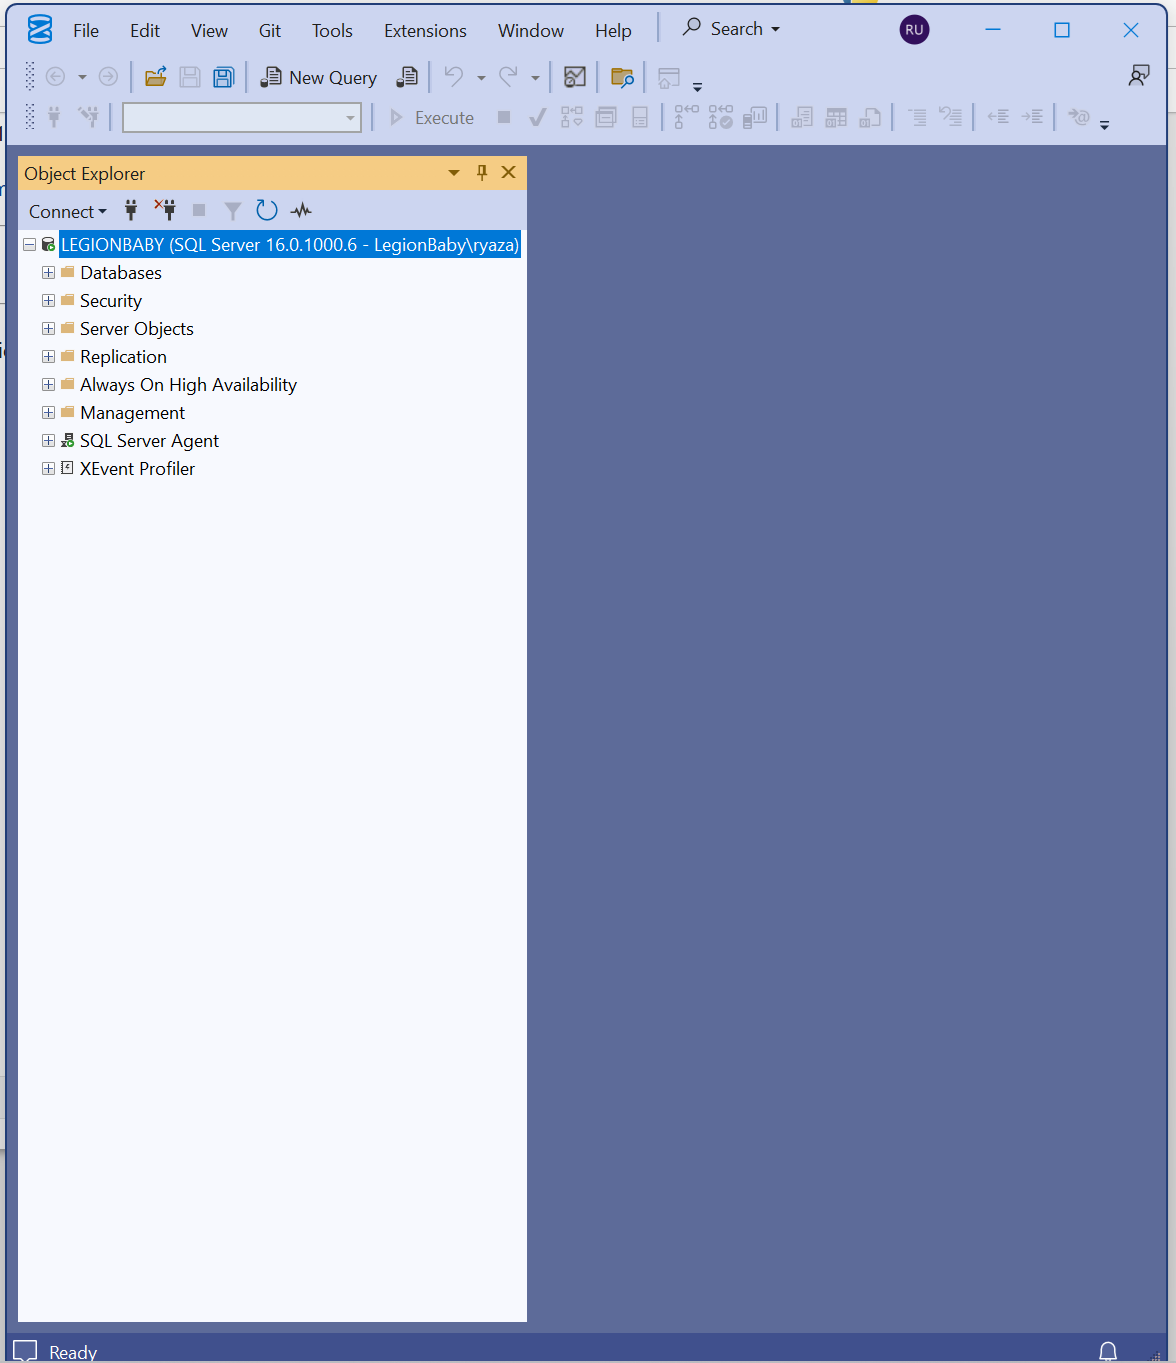 File Edit View Git Tools Extensions Window Help Search RU
New Query
Execute
Object Explorer
Connect
LEGIONBABY (SQL Server 16.0.1000.6 - LegionBaby\ryaza)
Databases
Security
Server Objects
Replication
Always On High Availability
Management
SQL Server Agent
XEvent Profiler
Ready